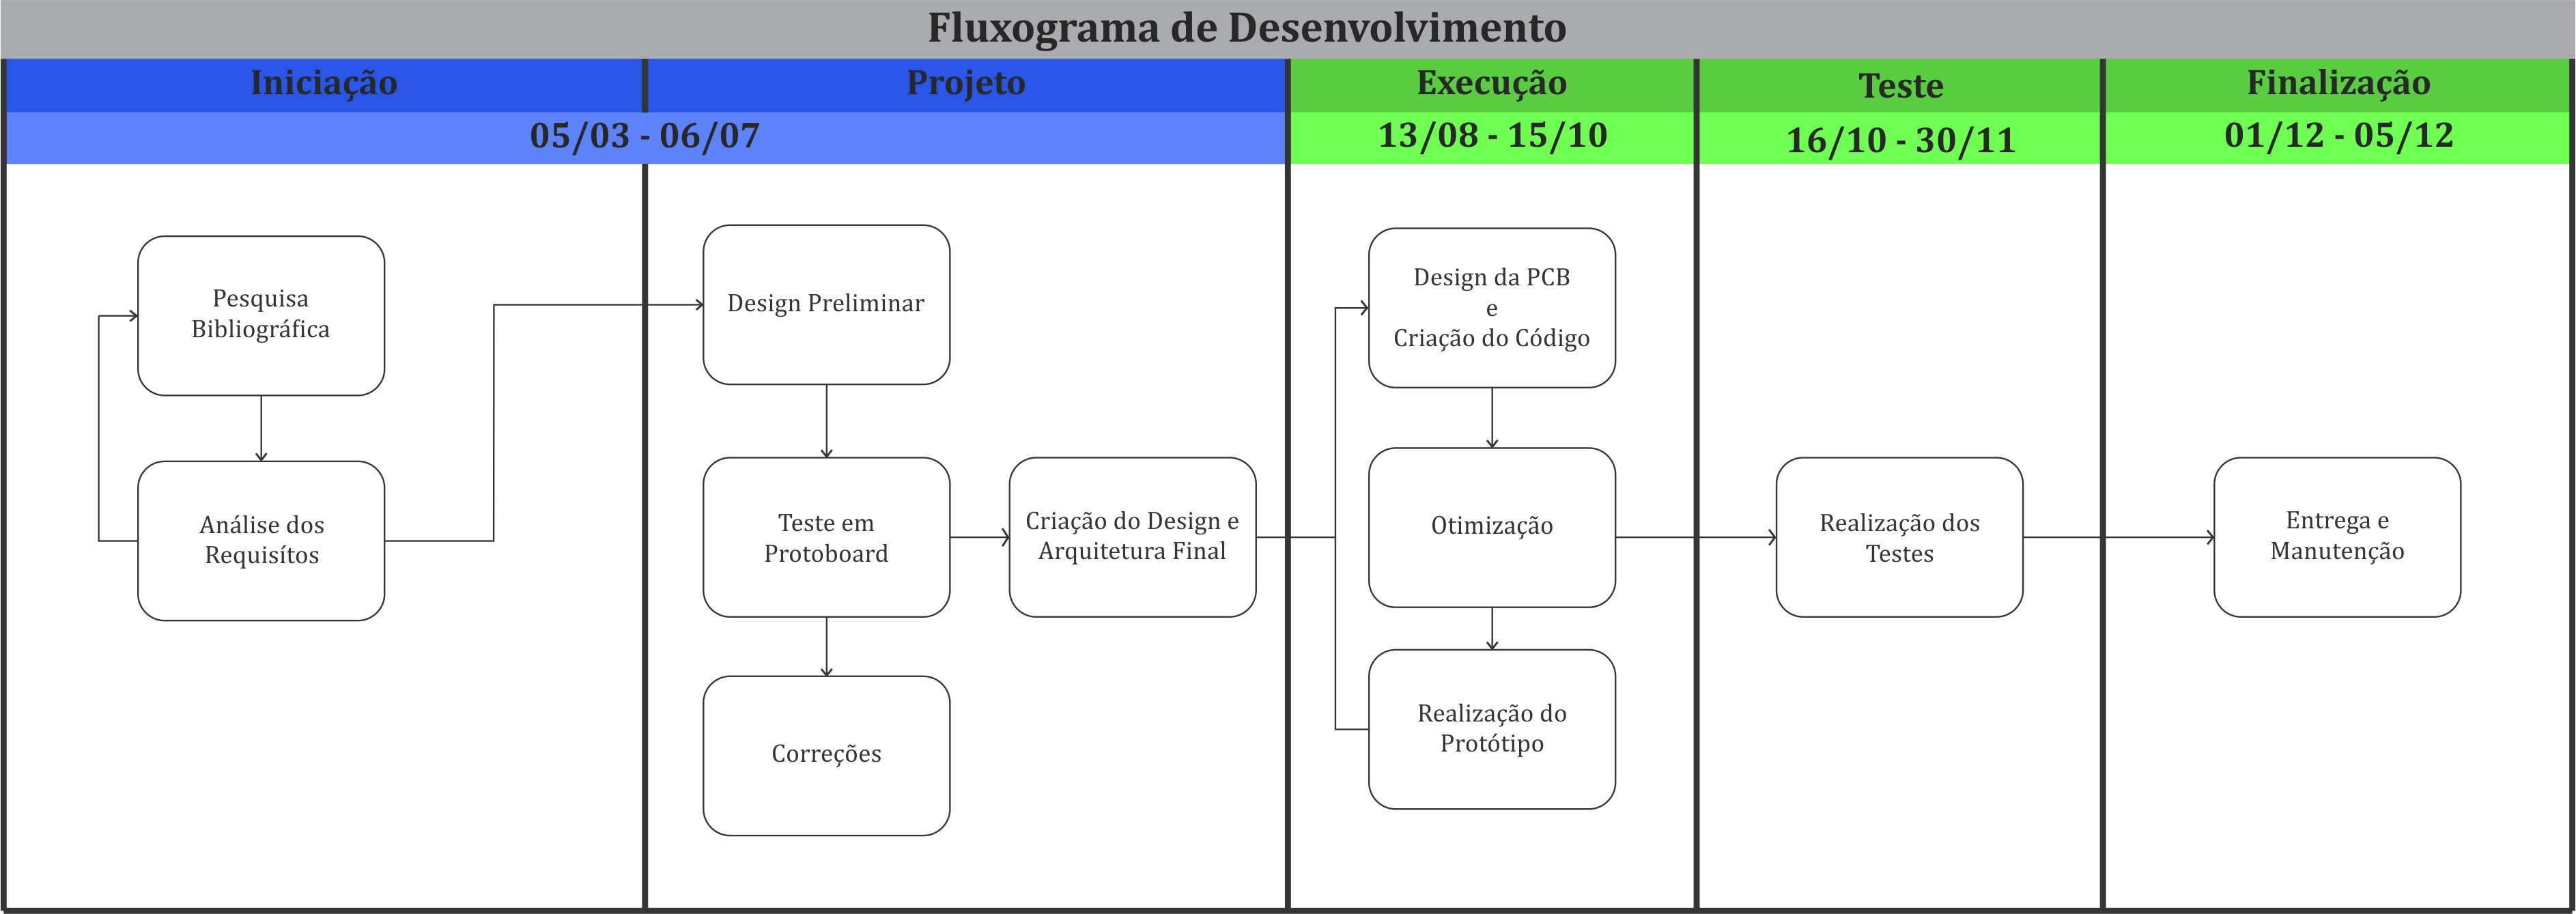 Fluxograma de Desenvolvimento
Iniciação
Projeto
Execução
Teste
Finalização
05/03 - 06/07
13/08 - 15/10
16/10 - 30/11
01/12 - 05/12
Pesquisa
Bibliográfica
Análise dos
Requisítos
Design Preliminar
Teste em
Protoboard
Correções
Criação do Design e
Arquitetura Final
Design da PCB
e
Criação do Código
Otimização
Realização do
Protótipo
Realização dos
Testes
Entrega e
Manutenção